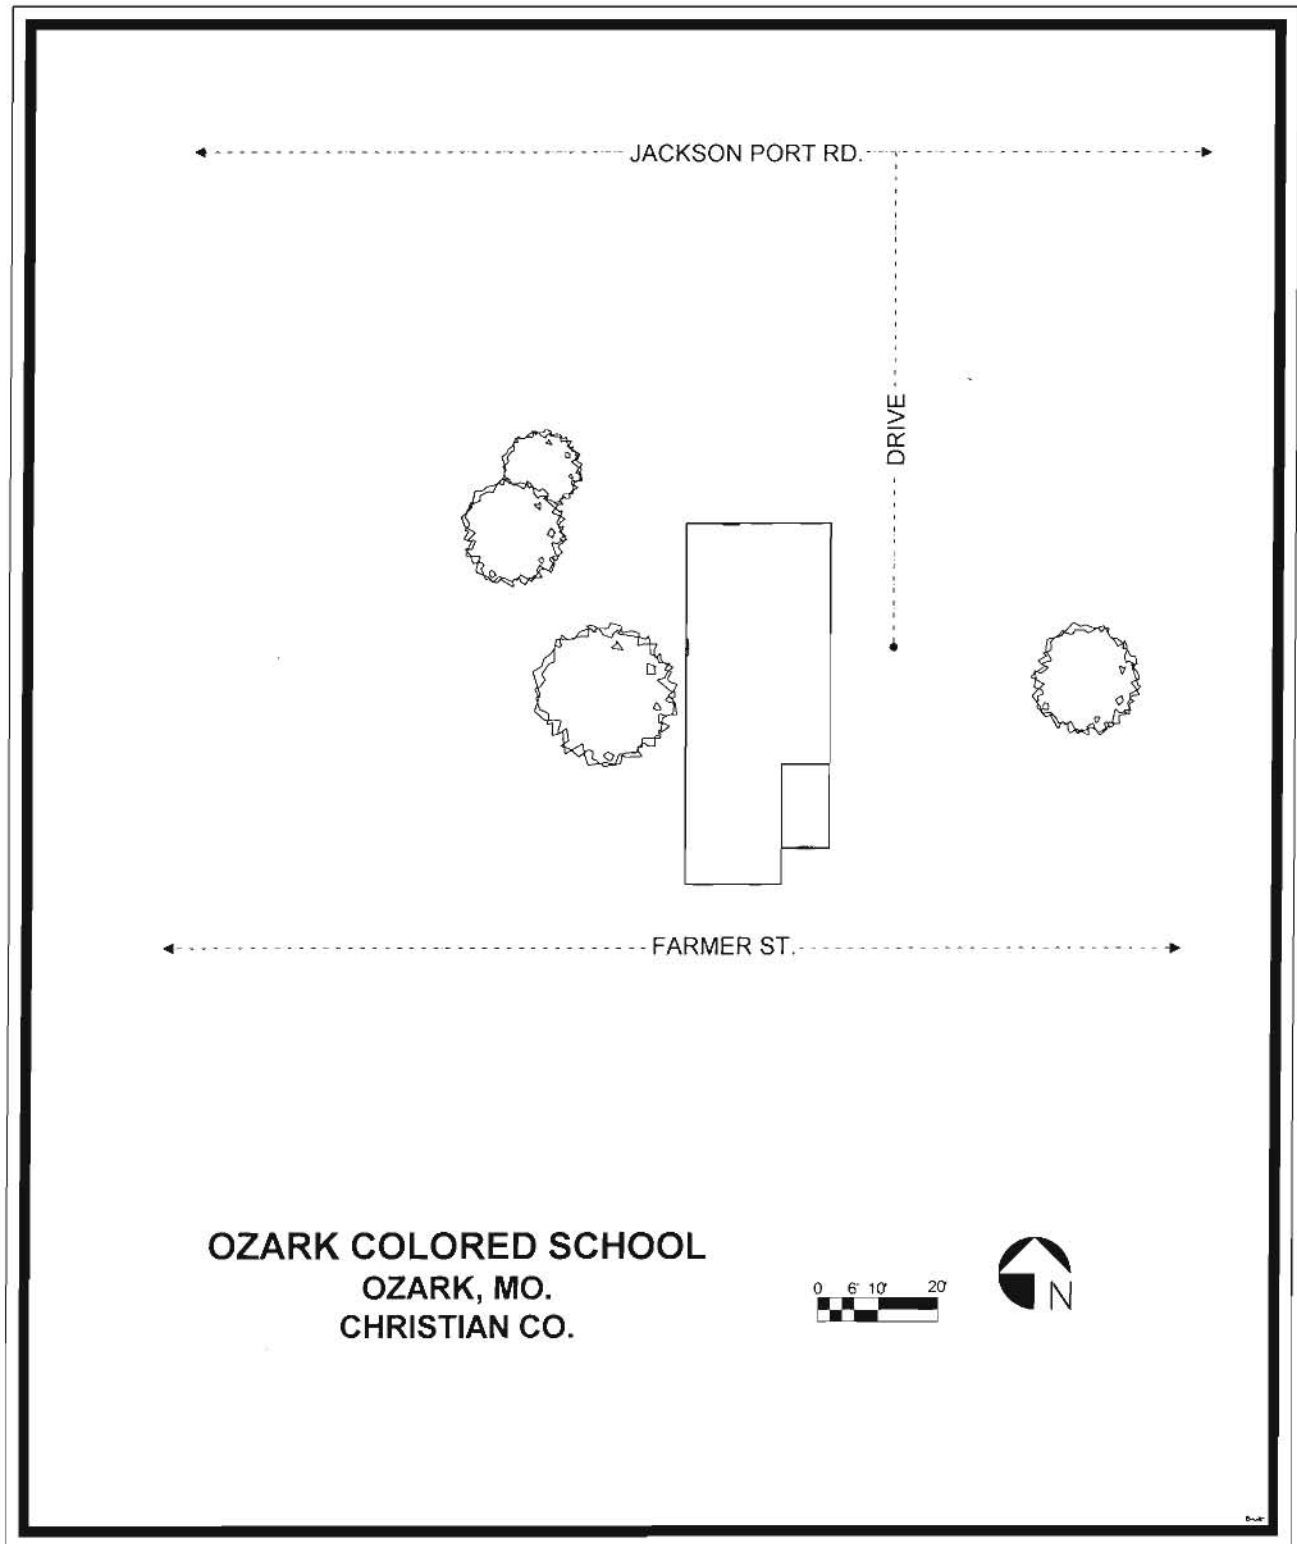 JACKSON PORT RD.
DRIVE
FARMER ST.
OZARK COLORED SCHOOL
OZARK, MO.
CHRISTIAN CO.
0 6' 10' 20'
N